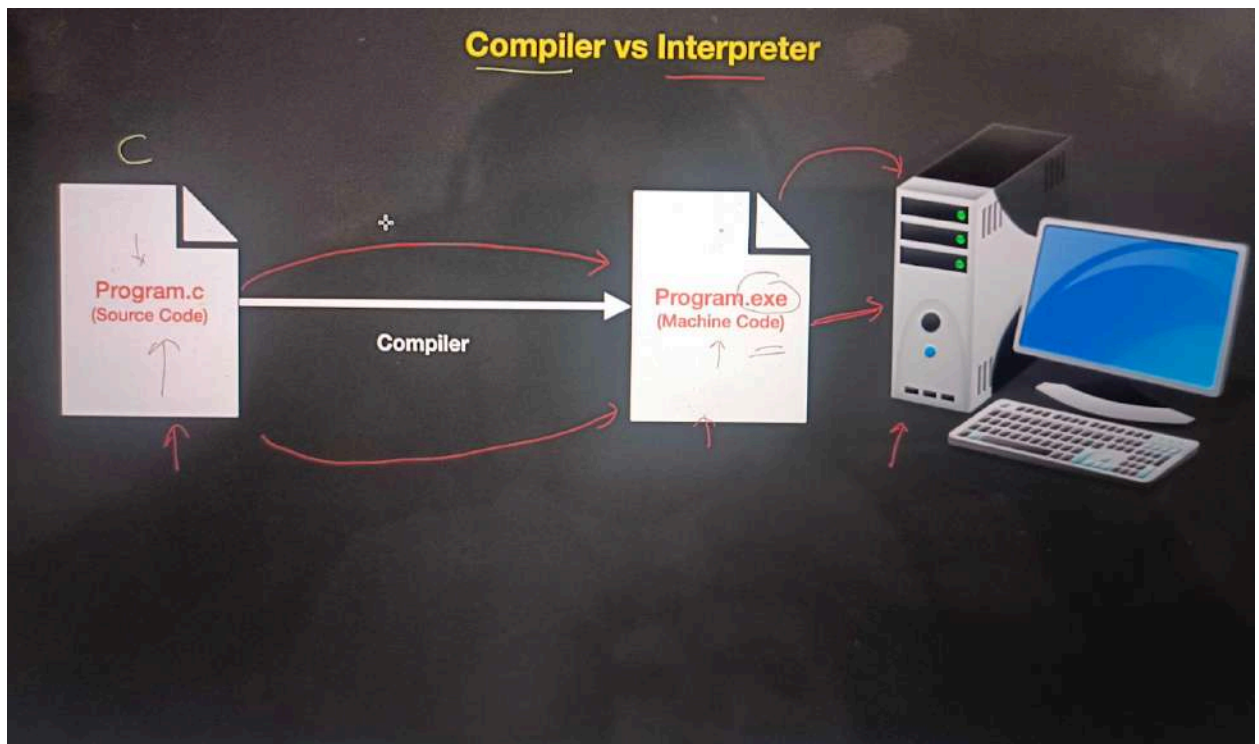 Compiler vs Interpreter
C
Program.c
(Source Code)
Compiler
Program.exe
(Machine Code)